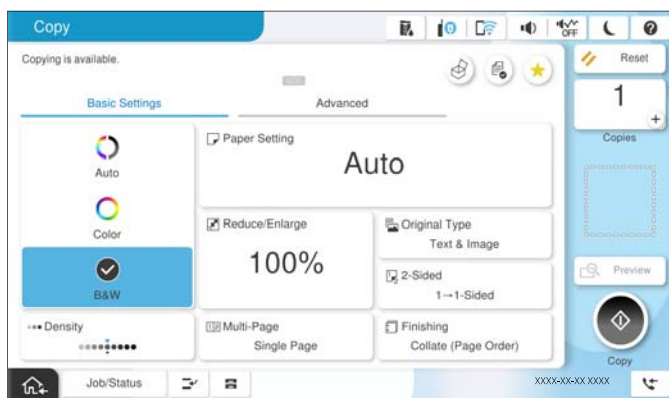 Copy
OFF
Copying is available.
Reset
1
Copies
Basic Settings
Advanced
Auto
Color
B&W
Density
Paper Setting
Auto
Reduce/Enlarge
100%
Original Type
Text & Image
2-Sided
1→1-Sided
Multi-Page
Single Page
Finishing
Collate (Page Order)
Preview
Copy
Job/Status
XXXX-XX-XX XXXX